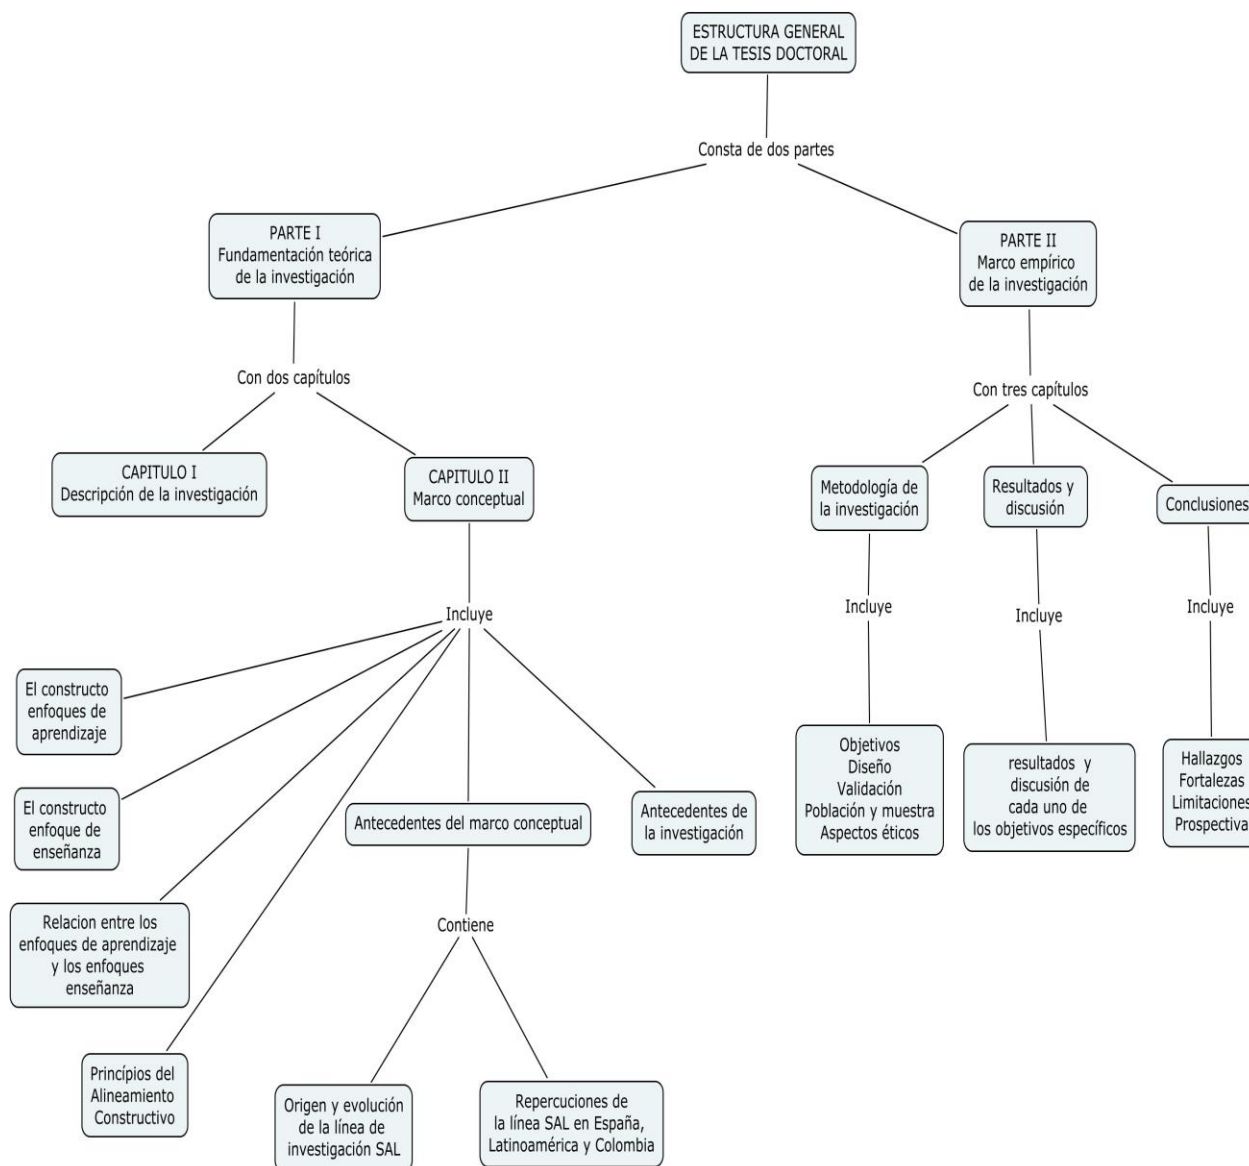 ESTRUCTURA GENERAL
DE LA TESIS DOCTORAL
Consta de dos partes
PARTE I
Fundamentación teórica
de la investigación
PARTE II
Marco empírico
de la investigación
Con dos capítulos
Con tres capítulos
CAPITULO I
Descripción de la investigación
CAPITULO II
Marco conceptual
Metodología de
la investigación
Resultados y
discusión
Conclusiones
Incluye
Incluye
Incluye
Incluye
El constructo
enfoques de
aprendizaje
El constructo
enfoque de
enseñanza
Relacion entre los
enfoques de aprendizaje
y los enfoques
enseñanza
Princípios del
Alineamiento
Constructivo
Antecedentes del marco conceptual
Antecedentes de
la investigación
Objetivos
Diseño
Validación
Población y muestra
Aspectos éticos
resultados y
discusión de
cada uno de
los objetivos específicos
Hallazgos
Fortalezas
Limitaciones
Prospectiva
Contiene
Origen y evolución
de la línea de
investigación SAL
Repercuciones de
la línea SAL en España,
Latinoamérica y Colombia